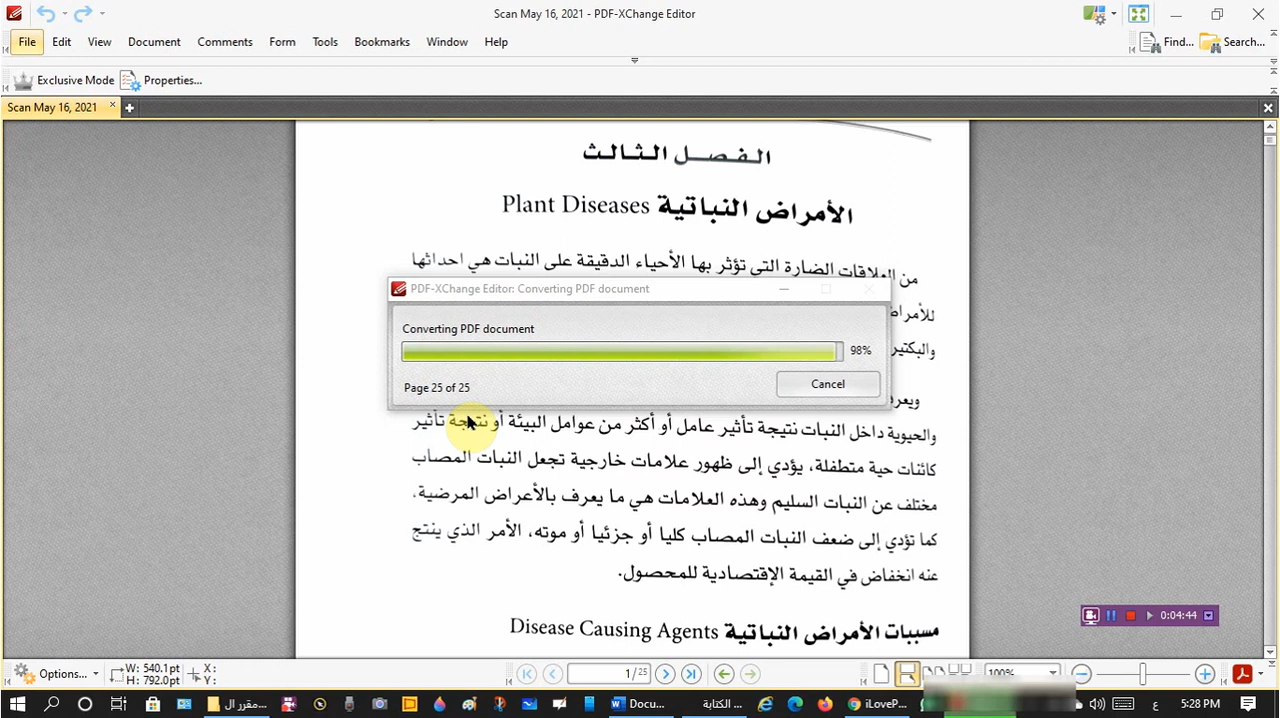 Scan May 16, 2021 - PDF-XChange Editor
File Edit View Document Comments Form Tools Bookmarks Window Help
Find... Search...
Exclusive Mode Properties...
Scan May 16, 2021
الفصل الثالث
الأمراض النباتية Plant Diseases
من العلاقات الضارة التي تؤثر بها الأحياء الدقيقة على النبات هي احداثها
PDF-XChange Editor: Converting PDF document
Converting PDF document
98%
Page 25 of 25
Cancel
والحيوية داخل النبات نتيجة تأثير عامل أو أكثر من عوامل البيئة أو نتيجة تأثير
كائنات حية متطفلة، يؤدي إلى ظهور علامات خارجية تجعل النبات المصاب
مختلف عن النبات السليم وهذه العلامات هي ما يعرف بالأعراض المرضية،
كما تؤدي إلى ضعف النبات المصاب كليا أو جزئيا أو موته، الأمر الذي ينتج
عنه انخفاض في القيمة الإقتصادية للمحصول.
0:04:44
مسببات الأمراض النباتية Disease Causing Agents
Options... W: 540.1pt X:
H: 792.0pt Y:
1/25
100%
مقرر ال...
Docu...
الكتابة ...
iLoveP...
ع
5:28 PM